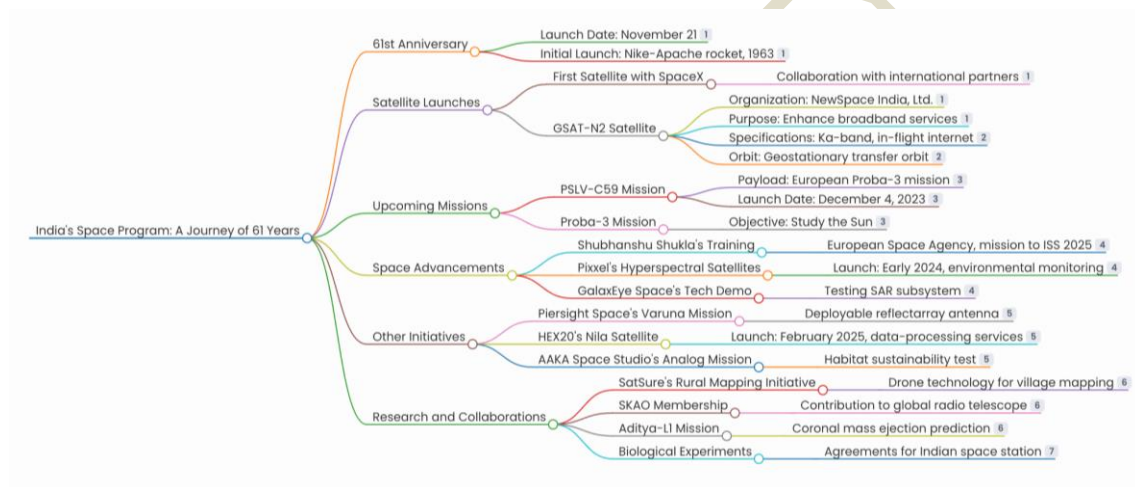 India's Space Program: A Journey of 61 Years
61st Anniversary
Launch Date: November 21 1
Initial Launch: Nike-Apache rocket, 1963 1
Satellite Launches
First Satellite with SpaceX
Collaboration with international partners 1
GSAT-N2 Satellite
Organization: NewSpace India, Ltd. 1
Purpose: Enhance broadband services 1
Specifications: Ka-band, in-flight internet 2
Orbit: Geostationary transfer orbit 2
Upcoming Missions
PSLV-C59 Mission
Payload: European Proba-3 mission 3
Launch Date: December 4, 2023 3
Proba-3 Mission
Objective: Study the Sun 3
Space Advancements
Shubhanshu Shukla's Training
European Space Agency, mission to ISS 2025 4
Pixxel's Hyperspectral Satellites
Launch: Early 2024, environmental monitoring 4
GalaxEye Space's Tech Demo
Testing SAR subsystem 4
Other Initiatives
Piersight Space's Varuna Mission
Deployable reflectarray antenna 5
HEX20's Nila Satellite
Launch: February 2025, data-processing services 5
AAKA Space Studio's Analog Mission
Habitat sustainability test 5
Research and Collaborations
SatSure's Rural Mapping Initiative
Drone technology for village mapping 6
SKAO Membership
Contribution to global radio telescope 6
Aditya-L1 Mission
Coronal mass ejection prediction 6
Biological Experiments
Agreements for Indian space station 7